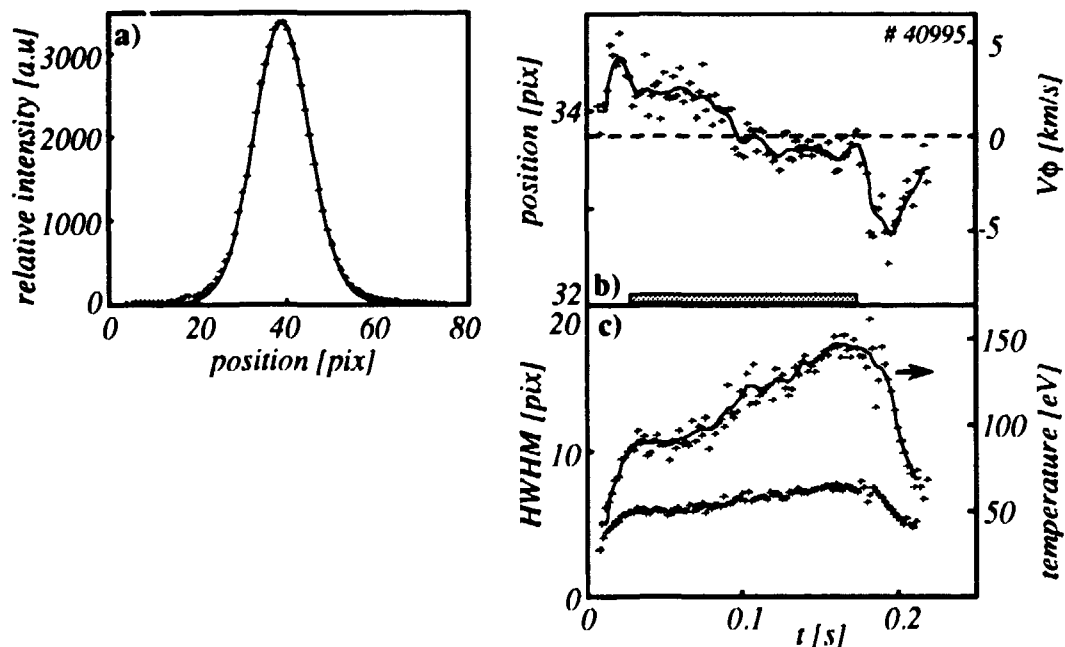 a)
relative intensity [a.u]
3000
2000
1000
0
0 20 40 60 80
position [pix]
# 40995
position [pix]
34
32
5
0
-5
Vϕ [km/s]
b)
c)
HWHM [pix]
20
10
0
150
100
50
temperature [eV]
0 0.1 0.2
t [s]